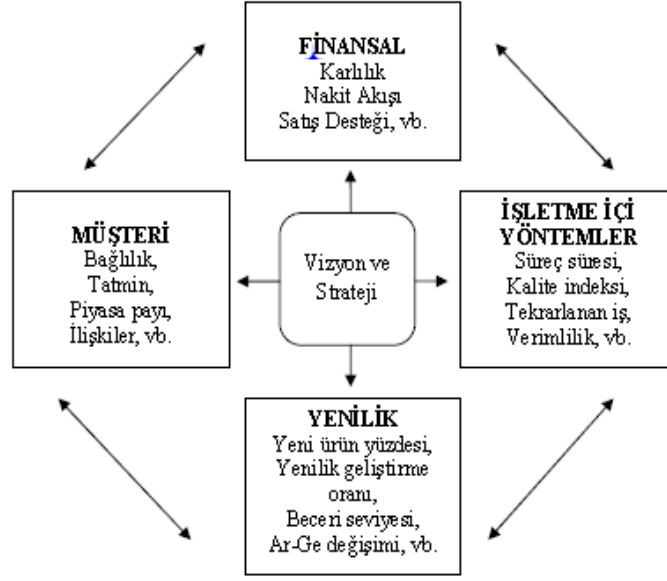 FİNANSAL
Karlılık
Nakit Akışı
Satış Desteği, vb.
MÜŞTERİ
Bağlılık,
Tatmin,
Piyasa payı,
İlişkiler, vb.
Vizyon ve
Strateji
İŞLETME İÇİ
YÖNTEMLER
Süreç süresi,
Kalite indeksi,
Tekrarlanan iş,
Verimlilik, vb.
YENİLİK
Yeni ürün yüzdesi,
Yenilik geliştirme
oranı,
Beceri seviyesi,
Ar-Ge değişimi, vb.